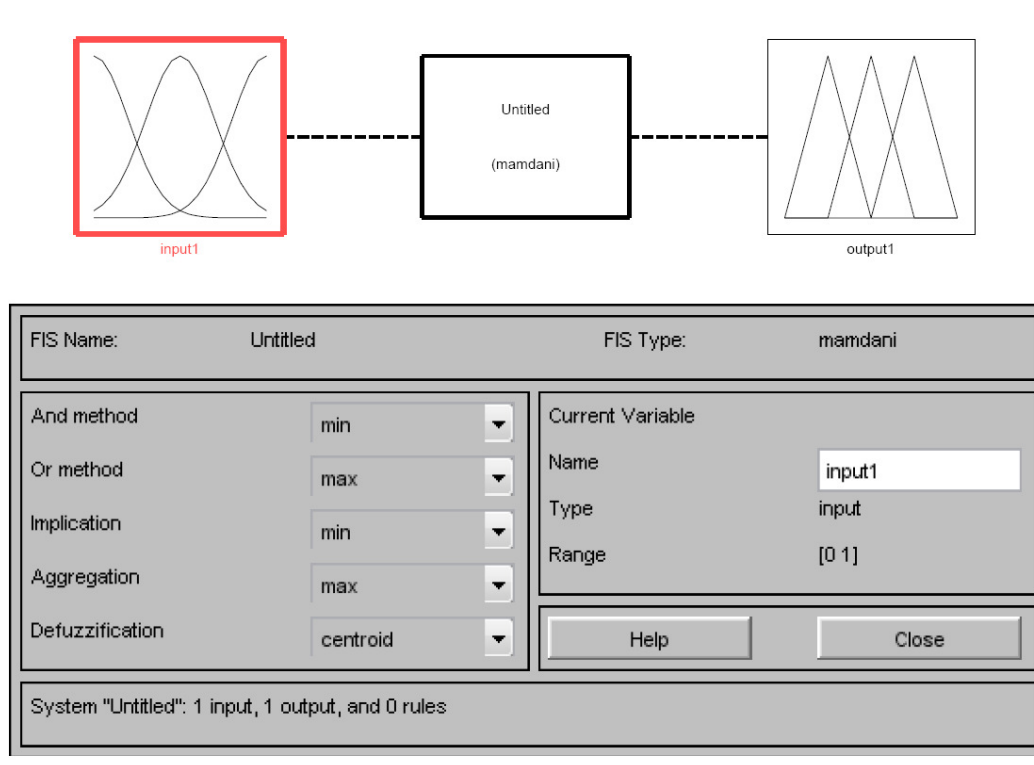 Untitled
(mamdani)
input1
output1
FIS Name: Untitled FIS Type: mamdani
And method min
Or method max
Implication min
Aggregation max
Defuzzification centroid
Current Variable
Name input1
Type input
Range [0 1]
Help Close
System "Untitled": 1 input, 1 output, and 0 rules